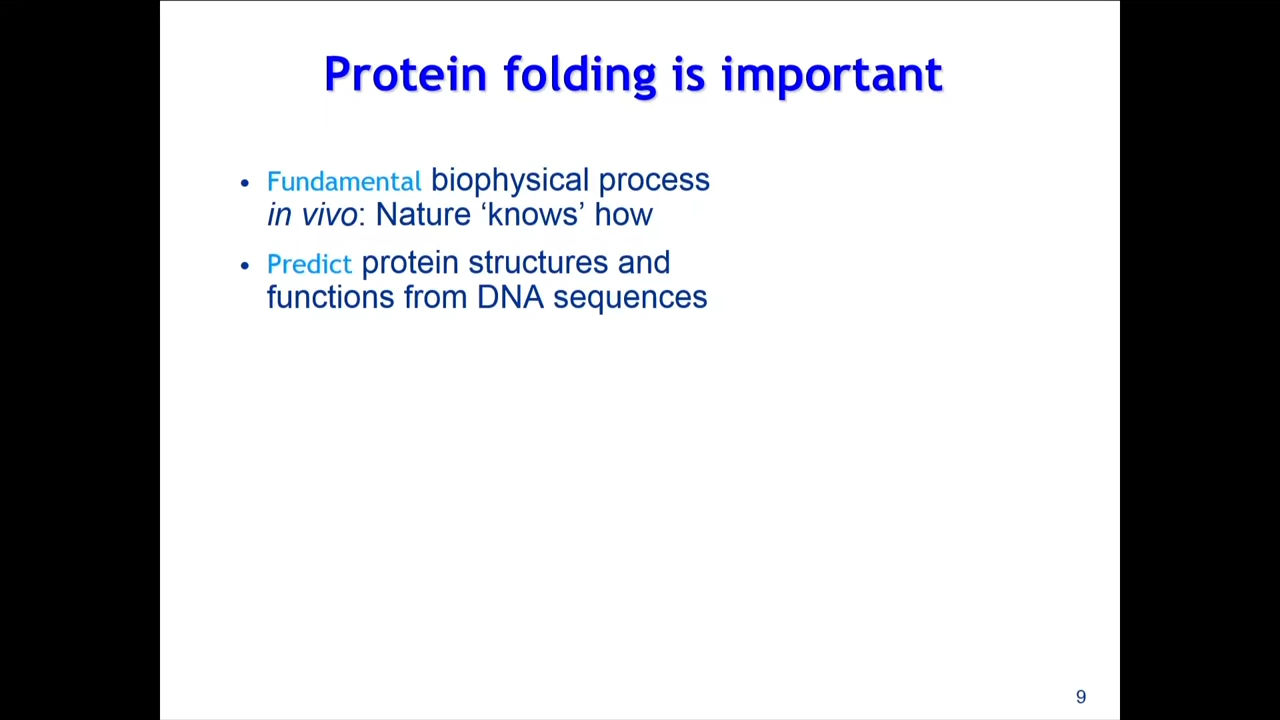 Protein folding is important
• Fundamental biophysical process
in vivo: Nature ‘knows’ how
• Predict protein structures and
functions from DNA sequences
9